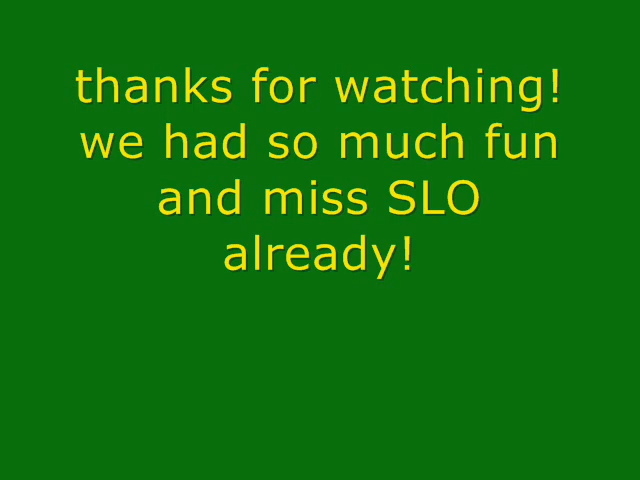 thanks for watching!
we had so much fun
and miss SLO
already!